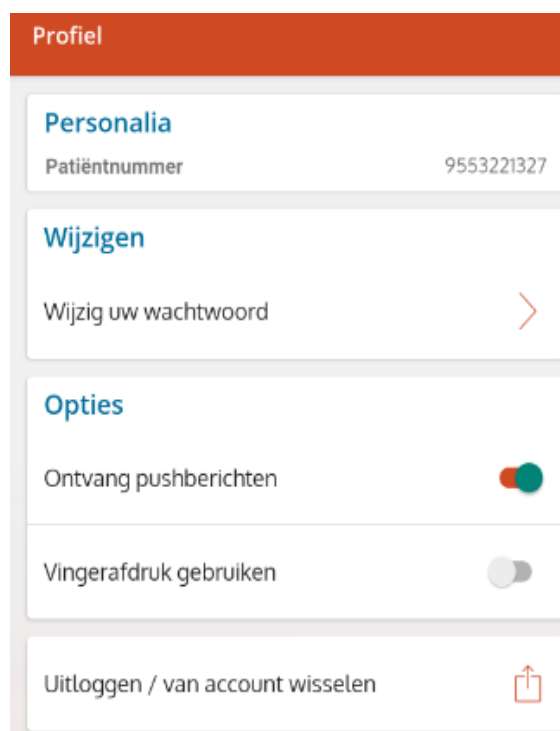 Profiel
Personalia
Patiëntnummer 9553221327
Wijzigen
Wijzig uw wachtwoord
Opties
Ontvang pushberichten
Vingerafdruk gebruiken
Uitloggen / van account wisselen